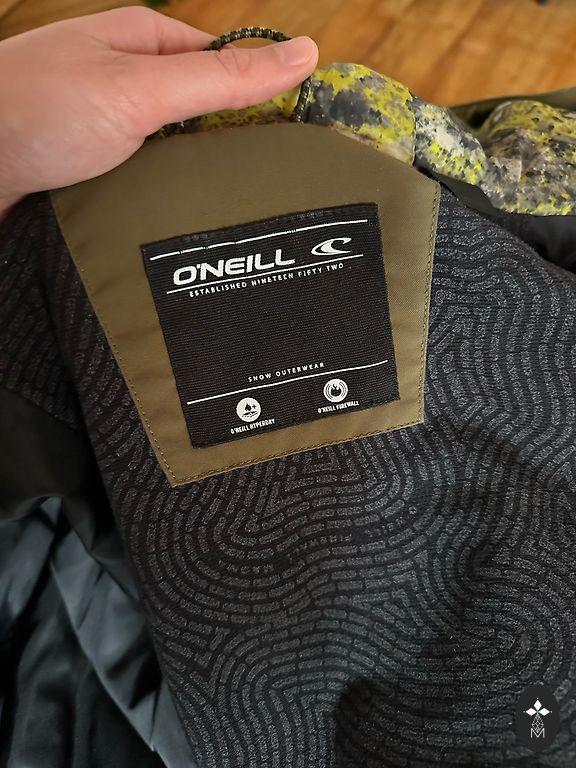 O'NEILL
ESTABLISHED NINETEEN FIFTY TWO
SNOW OUTERWEAR
O'NEILL HYPERDRY
O'NEILL FIREWALL
M